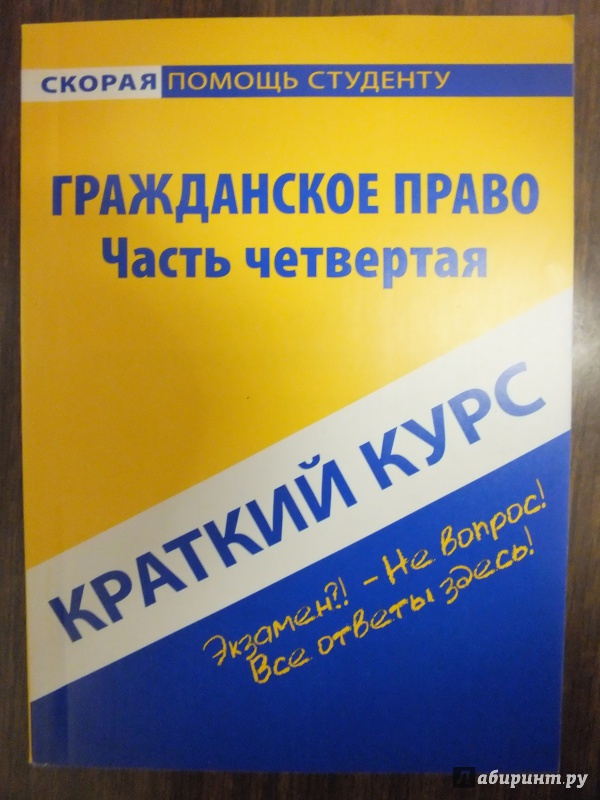 СКОРАЯ ПОМОЩЬ СТУДЕНТУ
ГРАЖДАНСКОЕ ПРАВО
Часть четвертая
КРАТКИЙ КУРС
Экзамен?! - Не вопрос!
Все ответы здесь!
Лабиринт.ру